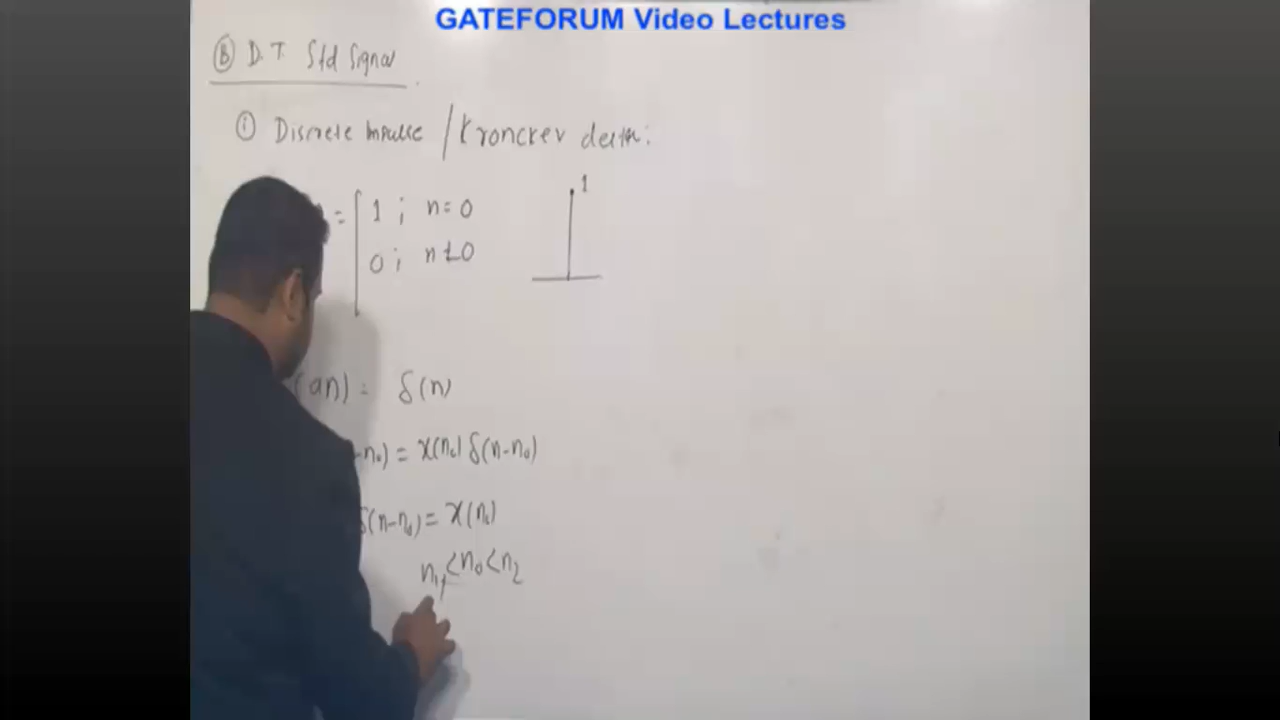 GATEFORUM Video Lectures
Ⓑ D.T. Std Signal
① Discrete Impulse / Kroncker delta:
= [ 1 ; n=0
0 ; n≠0
1
(an) = δ(n)
-n₀) = x(n₀) δ(n-n₀)
δ(n-n₀) = x(n₀)
n₁<n₀<n₂